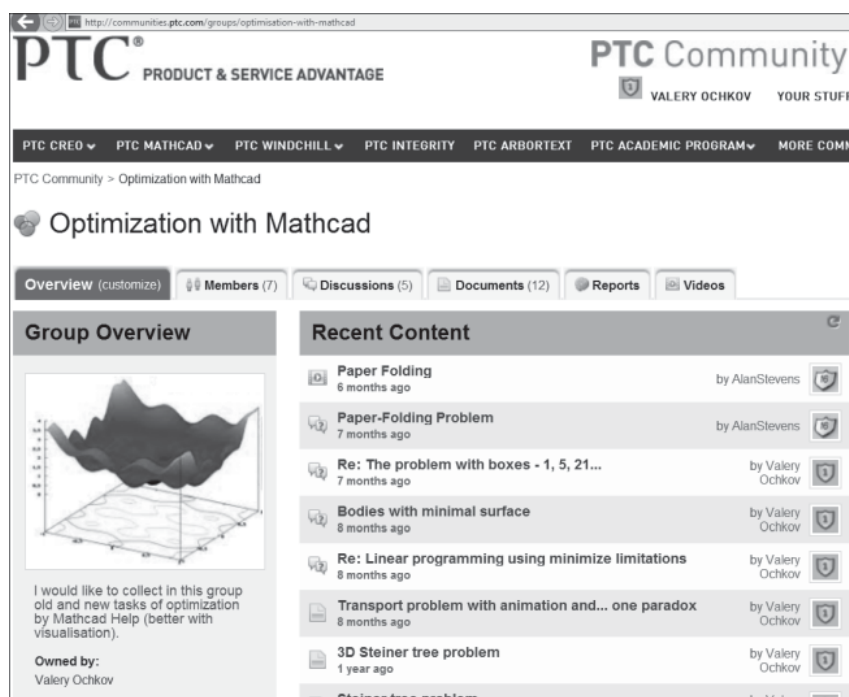 http://communities.ptc.com/groups/optimisation-with-mathcad
PTC® PRODUCT & SERVICE ADVANTAGE
PTC Community
VALERY OCHKOV YOUR STUFF
PTC CREO PTC MATHCAD PTC WINDCHILL PTC INTEGRITY PTC ARBORTEXT PTC ACADEMIC PROGRAM MORE COMM
PTC Community > Optimization with Mathcad
Optimization with Mathcad
Overview (customize) Members (7) Discussions (5) Documents (12) Reports Videos
Group Overview
I would like to collect in this group
old and new tasks of optimization
by Mathcad Help (better with
visualisation).
Owned by:
Valery Ochkov
Recent Content
Paper Folding
6 months ago
by AlanStevens
Paper-Folding Problem
7 months ago
by AlanStevens
Re: The problem with boxes - 1, 5, 21...
7 months ago
by Valery
Ochkov
Bodies with minimal surface
8 months ago
by Valery
Ochkov
Re: Linear programming using minimize limitations
8 months ago
by Valery
Ochkov
Transport problem with animation and... one paradox
8 months ago
by Valery
Ochkov
3D Steiner tree problem
1 year ago
by Valery
Ochkov